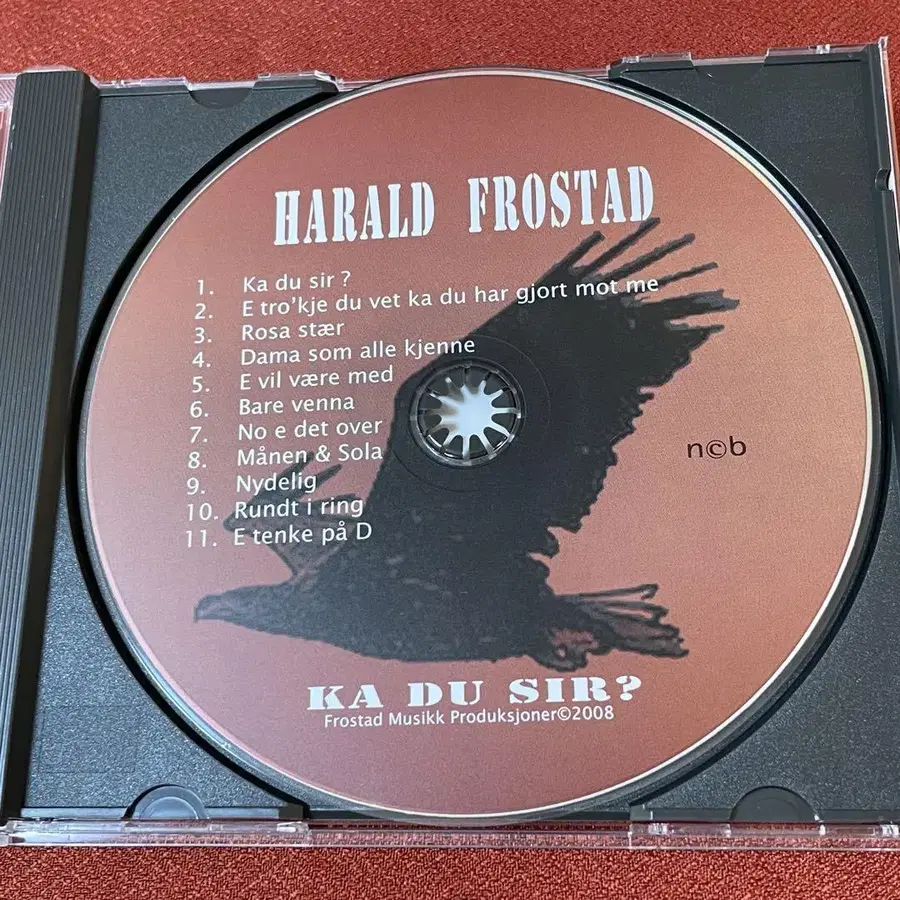 HARALD FROSTAD
1. Ka du sir ?
2. E tro'kje du vet ka du har gjort mot me
3. Rosa stær
4. Dama som alle kjenne
5. E vil være med
6. Bare venna
7. No e det over
8. Månen & Sola
9. Nydelig
10. Rundt i ring
11. E tenke på D
n©b
KA DU SIR?
Frostad Musikk Produksjoner©2008